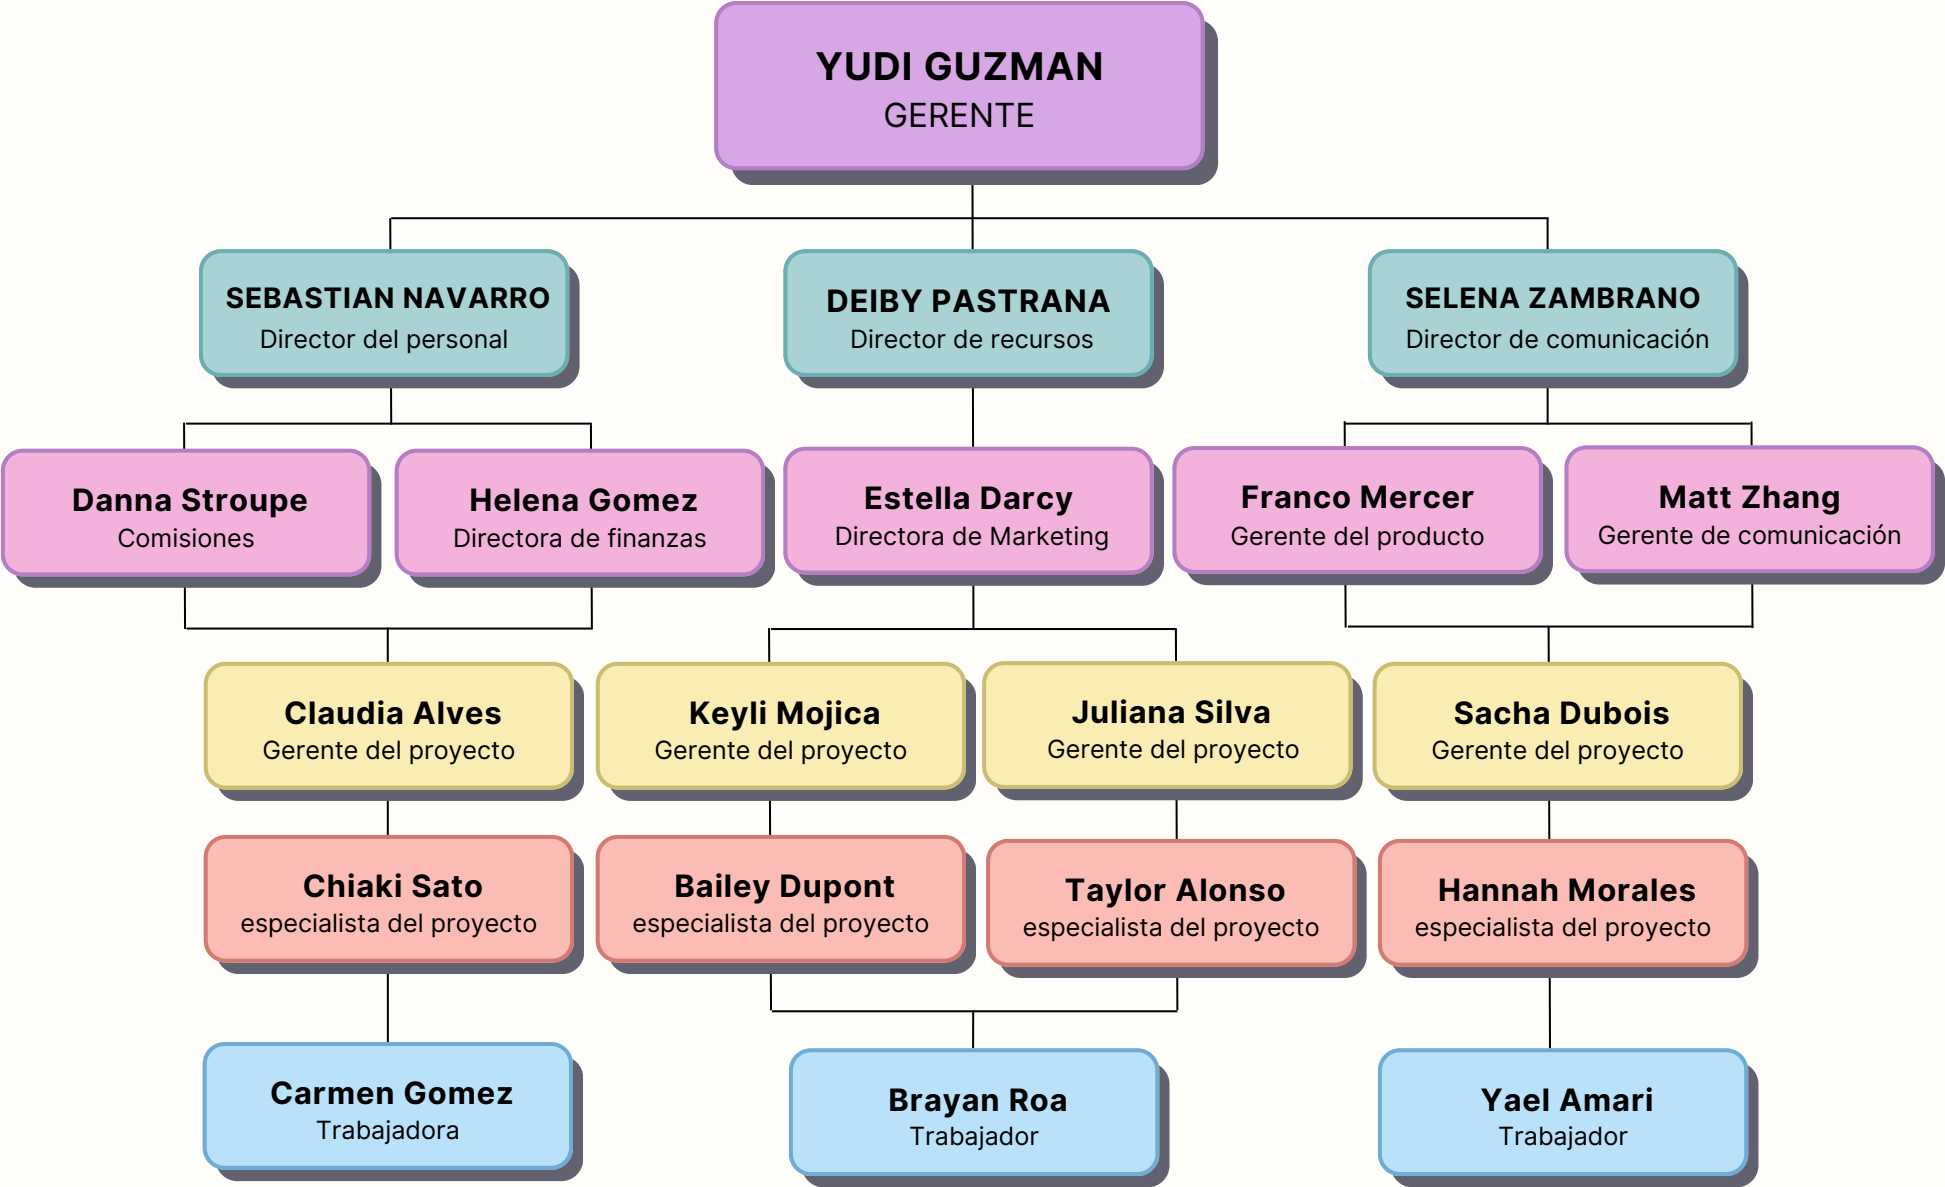 YUDI GUZMAN
GERENTE
SEBASTIAN NAVARRO
Director del personal
DEIBY PASTRANA
Director de recursos
SELENA ZAMBRANO
Director de comunicación
Danna Stroupe
Comisiones
Helena Gomez
Directora de finanzas
Estella Darcy
Directora de Marketing
Franco Mercer
Gerente del producto
Matt Zhang
Gerente de comunicación
Claudia Alves
Gerente del proyecto
Keyli Mojica
Gerente del proyecto
Juliana Silva
Gerente del proyecto
Sacha Dubois
Gerente del proyecto
Chiaki Sato
especialista del proyecto
Bailey Dupont
especialista del proyecto
Taylor Alonso
especialista del proyecto
Hannah Morales
especialista del proyecto
Carmen Gomez
Trabajadora
Brayan Roa
Trabajador
Yael Amari
Trabajador